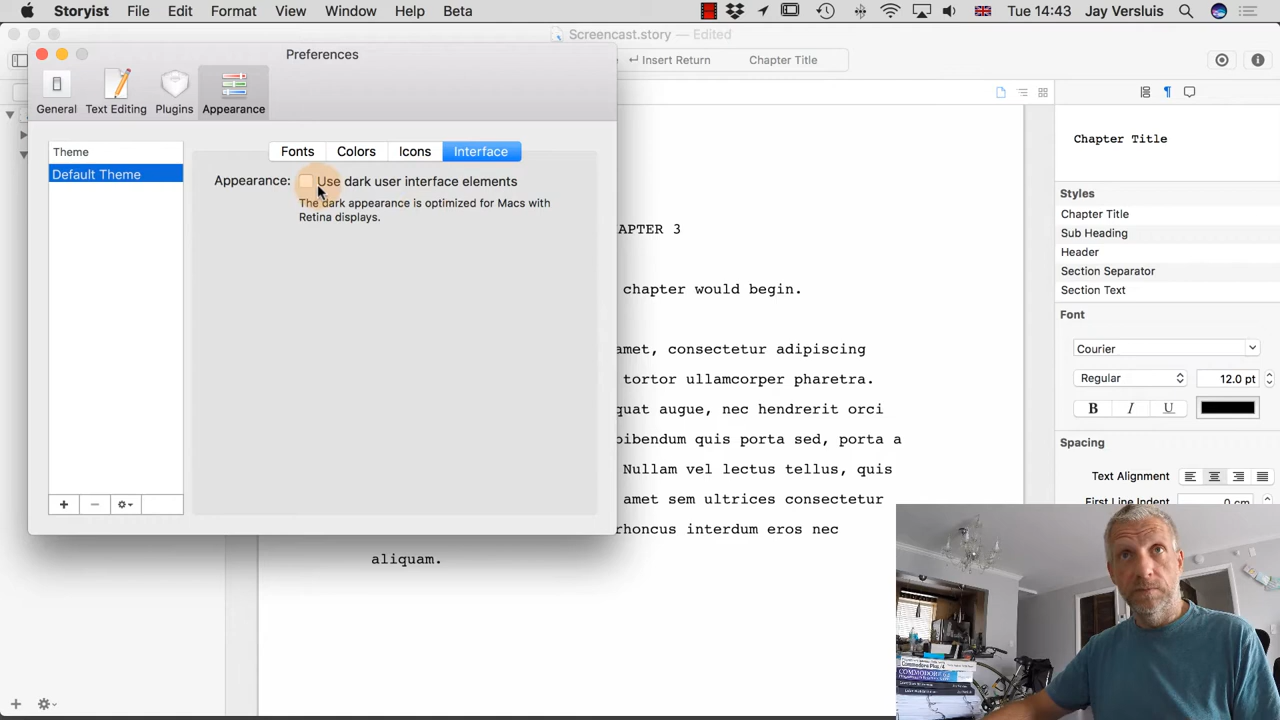 Storyist File Edit Format View Window Help Beta Tue 14:43 Jay Versluis
Screencast.story — Edited
Preferences
Insert Return Chapter Title
General Text Editing Plugins Appearance
Theme
Default Theme
Fonts Colors Icons Interface
Appearance: Use dark user interface elements
The dark appearance is optimized for Macs with
Retina displays.
APTER 3
chapter would begin.
amet, consectetur adipiscing
tortor ullamcorper pharetra.
quat augue, nec hendrerit orci
bibendum quis porta sed, porta a
Nullam vel lectus tellus, quis
amet sem ultrices consectetur
rhoncus interdum eros nec
aliquam.
Chapter Title
Styles
Chapter Title
Sub Heading
Header
Section Separator
Section Text
Font
Courier
Regular 12.0 pt
B I U
Spacing
Text Alignment
First Line Indent 0 cm